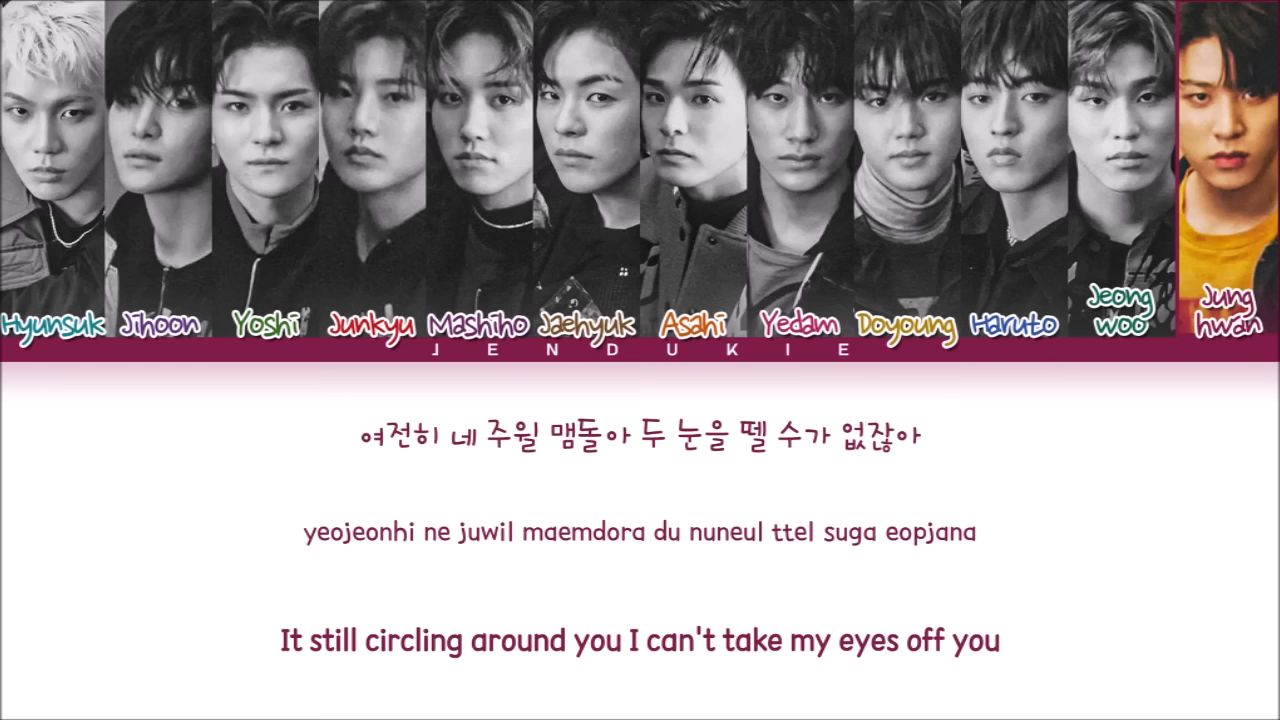 Hyunsuk Jihoon Yoshi Junkyu Mashiho Jaehyuk Asahi Yedam Doyoung Haruto Jeong woo Jung hwan
JENDUKIE
여전히 네 주윌 맴돌아 두 눈을 뗄 수가 없잖아
yeojeonhi ne juwil maemdora du nuneul ttel suga eopjana
It still circling around you I can't take my eyes off you